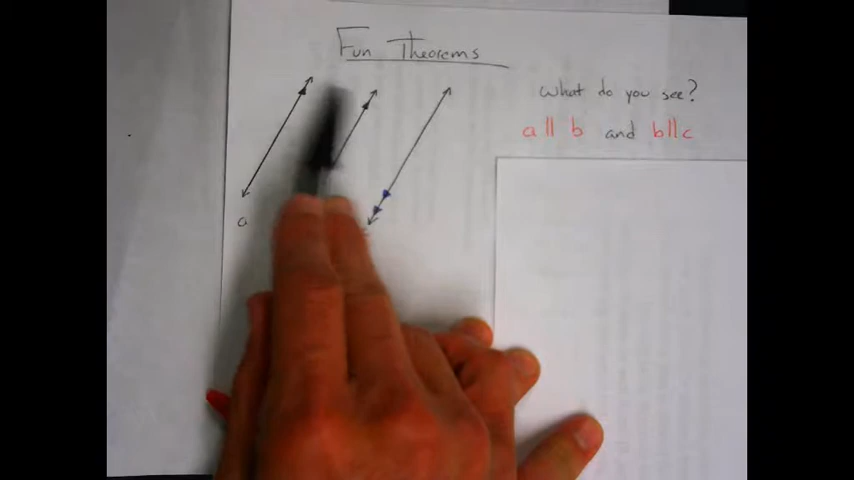 Fun Theorems
What do you see?
a || b and b || c
a